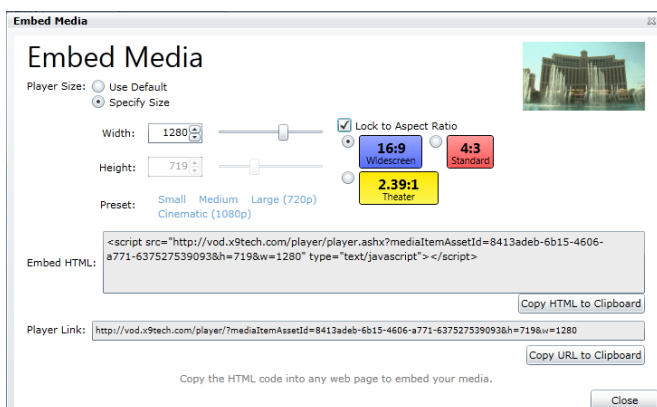 Embed Media
Embed Media
Player Size: Use Default
Specify Size
Width: 1280
Lock to Aspect Ratio
16:9
Widescreen
4:3
Standard
Height: 719
2.39:1
Theater
Preset: Small Medium Large (720p)
Cinematic (1080p)
Embed HTML:
<script src="http://vod.x9tech.com/player/player.ashx?mediaItemAssetId=8413adeb-6b15-4606-
a771-637527539093&h=719&w=1280" type="text/javascript"></script>
Copy HTML to Clipboard
Player Link: http://vod.x9tech.com/player/?mediaItemAssetId=8413adeb-6b15-4606-a771-637527539093&h=719&w=1280
Copy URL to Clipboard
Copy the HTML code into any web page to embed your media.
Close